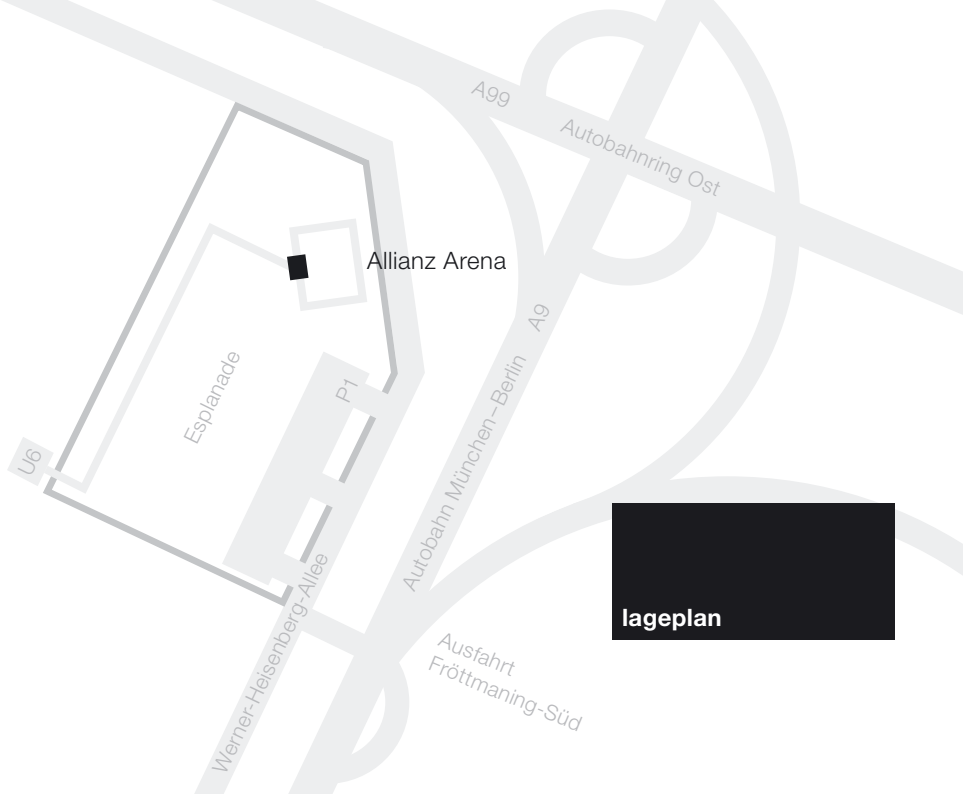 A99
Autobahnring Ost
Allianz Arena
A9
Autobahn München–Berlin
P1
Esplanade
U6
Werner-Heisenberg-Allee
Ausfahrt
Fröttmaning-Süd
lageplan